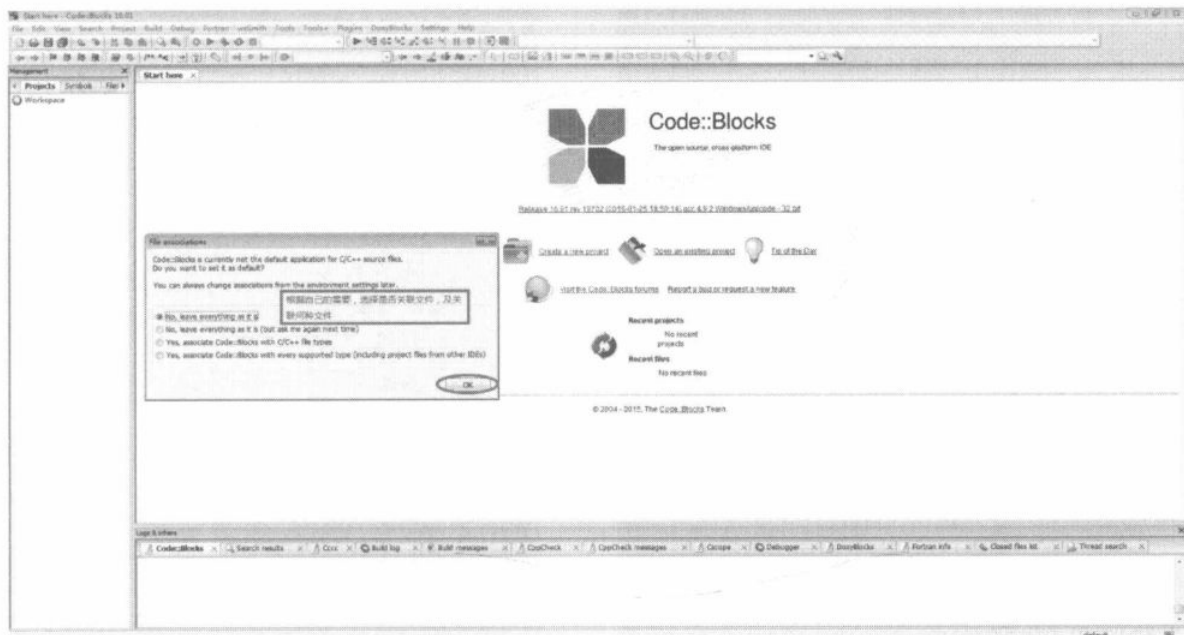 Start here - Code::Blocks 16.01
File Edit View Search Project Build Debug Fortran wxSmith Tools Tools+ Plugins DoxyBlocks Settings Help
Management
Projects Symbols Files
Workspace
Start here
Code::Blocks
The open source, cross platform IDE
Create a new project Open an existing project Tip of the Day
Visit the Code::Blocks forums Report a bug or request a new feature
Recent projects
No recent
projects
Recent files
No recent files
© 2004 - 2015, The Code::Blocks Team.
File associations
Code::Blocks is currently not the default application for C/C++ source files.
Do you want to set it as default?
You can always change associations from the environment settings later.
根据自己的需要，选择是否关联文件，及关
联何种文件
No, leave everything as it is
No, leave everything as it is (but ask me again next time)
Yes, associate Code::Blocks with C/C++ file types
Yes, associate Code::Blocks with every supported type (including project files from other IDEs)
OK
Logs & others
Code::Blocks Search results Cccc Build log Build messages CppCheck CppCheck messages Cscope Debugger DoxyBlocks Fortran info Closed files list Thread search
default